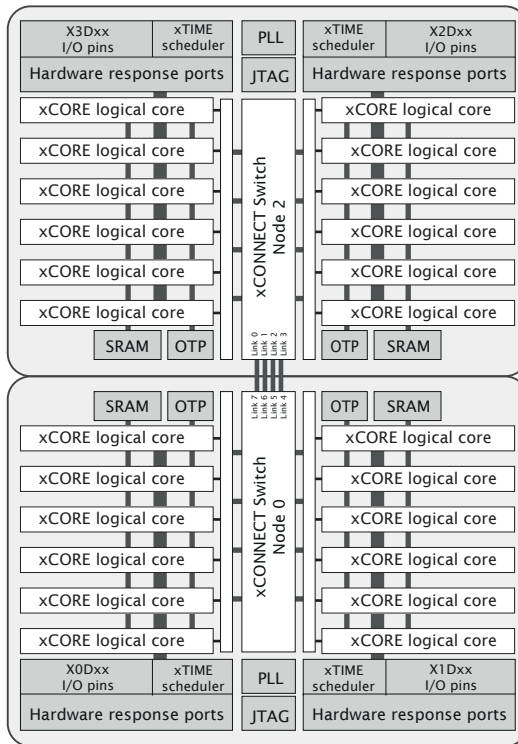 X3Dxx
I/O pins
xTIME
scheduler
PLL
xTIME
scheduler
X2Dxx
I/O pins
Hardware response ports
JTAG
Hardware response ports
xCORE logical core
xCORE logical core
xCORE logical core
xCORE logical core
xCORE logical core
xCORE logical core
xCONNECT Switch
Node 2
xCORE logical core
xCORE logical core
xCORE logical core
xCORE logical core
xCORE logical core
xCORE logical core
SRAM
OTP
Link 0
Link 1
Link 2
Link 3
OTP
SRAM
SRAM
OTP
Link 7
Link 6
Link 5
Link 4
OTP
SRAM
xCORE logical core
xCORE logical core
xCORE logical core
xCORE logical core
xCORE logical core
xCORE logical core
xCONNECT Switch
Node 0
xCORE logical core
xCORE logical core
xCORE logical core
xCORE logical core
xCORE logical core
xCORE logical core
X0Dxx
I/O pins
xTIME
scheduler
PLL
xTIME
scheduler
X1Dxx
I/O pins
Hardware response ports
JTAG
Hardware response ports